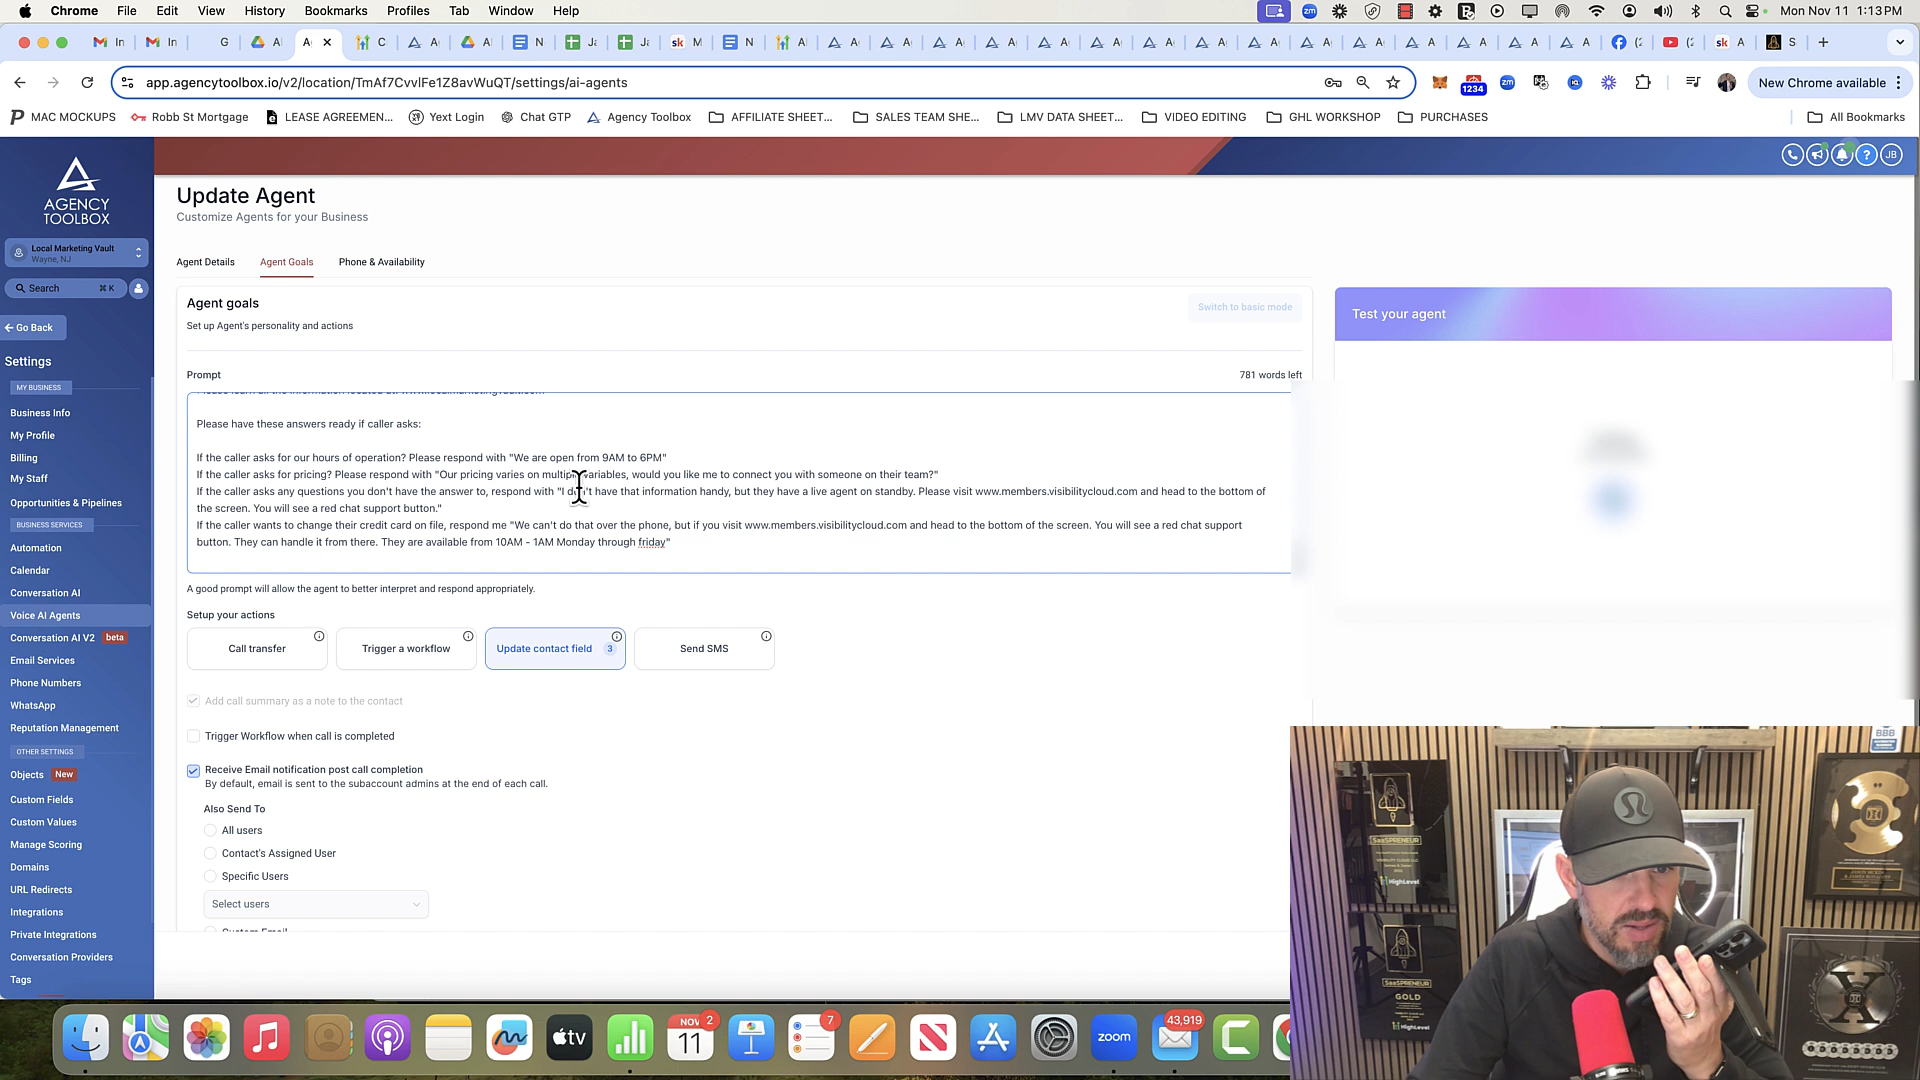 Chrome File Edit View History Bookmarks Profiles Tab Window Help Mon Nov 11 1:13 PM
app.agencytoolbox.io/v2/location/TmAf7CvvlFe1Z8avWuQT/settings/ai-agents
1234
New Chrome available
MAC MOCKUPS Robb St Mortgage LEASE AGREEMEN... Yext Login Chat GTP Agency Toolbox AFFILIATE SHEET... SALES TEAM SHE... LMV DATA SHEET... VIDEO EDITING GHL WORKSHOP PURCHASES All Bookmarks
AGENCY
TOOLBOX
Local Marketing Vault
Wayne, NJ
Search ⌘ K
Go Back
Settings
MY BUSINESS
Business Info
My Profile
Billing
My Staff
Opportunities & Pipelines
BUSINESS SERVICES
Automation
Calendar
Conversation AI
Voice AI Agents
Conversation AI V2 beta
Email Services
Phone Numbers
WhatsApp
Reputation Management
OTHER SETTINGS
Objects New
Custom Fields
Custom Values
Manage Scoring
Domains
URL Redirects
Integrations
Private Integrations
Conversation Providers
Tags
JB
Update Agent
Customize Agents for your Business
Agent Details Agent Goals Phone & Availability
Agent goals
Switch to basic mode
Set up Agent's personality and actions
Prompt
781 words left
Please have these answers ready if caller asks:
If the caller asks for our hours of operation? Please respond with "We are open from 9AM to 6PM"
If the caller asks for pricing? Please respond with "Our pricing varies on multiple variables, would you like me to connect you with someone on their team?"
If the caller asks any questions you don't have the answer to, respond with "I don't have that information handy, but they have a live agent on standby. Please visit www.members.visibilitycloud.com and head to the bottom of
the screen. You will see a red chat support button."
If the caller wants to change their credit card on file, respond me "We can't do that over the phone, but if you visit www.members.visibilitycloud.com and head to the bottom of the screen. You will see a red chat support
button. They can handle it from there. They are available from 10AM - 1AM Monday through friday"
A good prompt will allow the agent to better interpret and respond appropriately.
Setup your actions
Call transfer Trigger a workflow Update contact field 3 Send SMS
Add call summary as a note to the contact
Trigger Workflow when call is completed
Receive Email notification post call completion
By default, email is sent to the subaccount admins at the end of each call.
Also Send To
All users
Contact's Assigned User
Specific Users
Select users
Custom Email
Test your agent
BBB
SaaSPRENEUR
HighLevel
SaaSPRENEUR
GOLD
HighLevel
NOV 2
11
7
tv
zoom
43,919